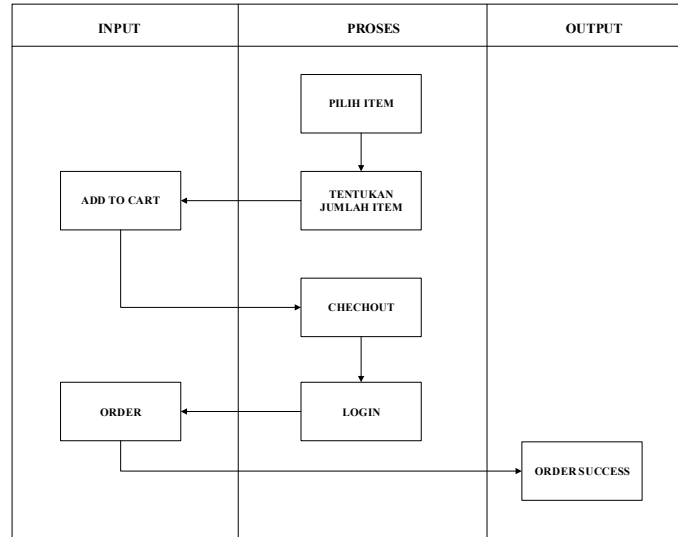 INPUT
PROSES
OUTPUT
PILIH ITEM
ADD TO CART
TENTUKAN
JUMLAH ITEM
CHECHOUT
ORDER
LOGIN
ORDER SUCCESS